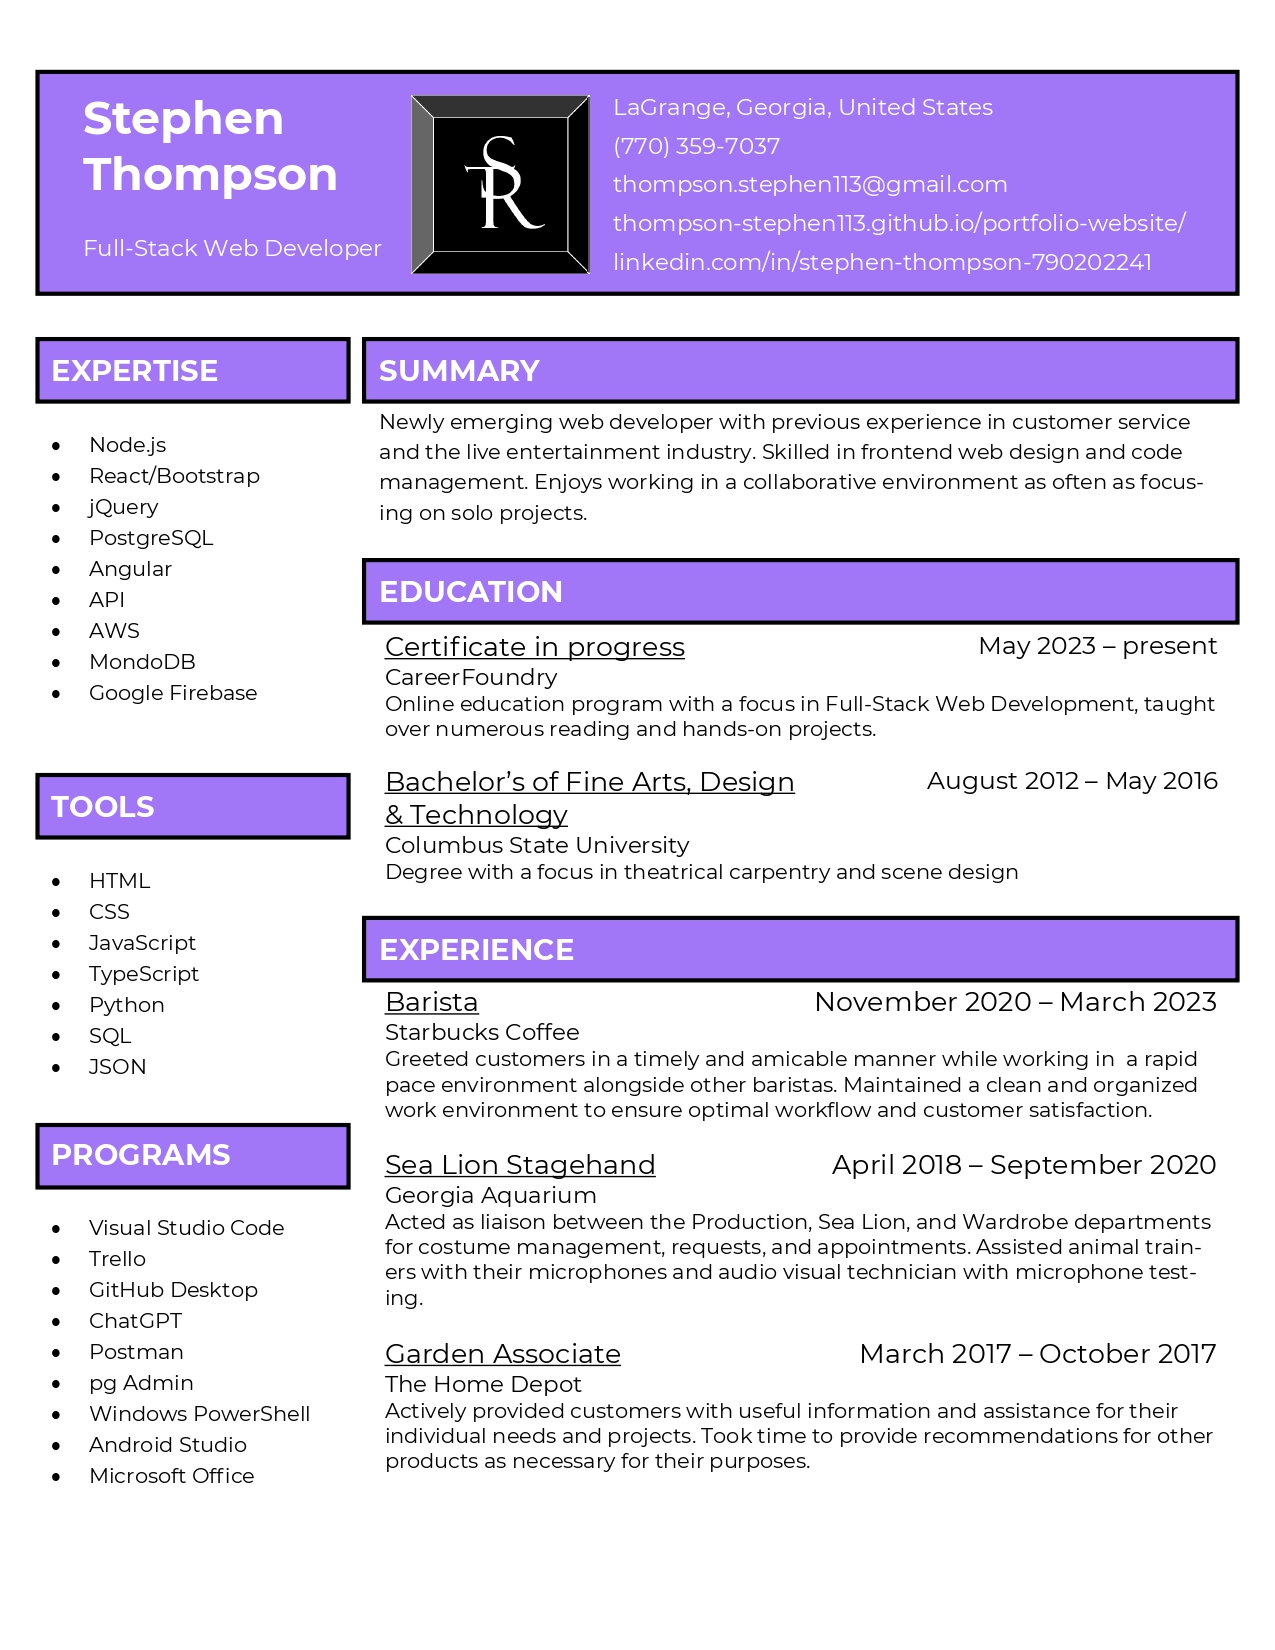 Stephen
Thompson
Full-Stack Web Developer
STR
LaGrange, Georgia, United States
(770) 359-7037
thompson.stephen113@gmail.com
thompson-stephen113.github.io/portfolio-website/
linkedin.com/in/stephen-thompson-790202241
EXPERTISE
• Node.js
• React/Bootstrap
• jQuery
• PostgreSQL
• Angular
• API
• AWS
• MondoDB
• Google Firebase
TOOLS
• HTML
• CSS
• JavaScript
• TypeScript
• Python
• SQL
• JSON
PROGRAMS
• Visual Studio Code
• Trello
• GitHub Desktop
• ChatGPT
• Postman
• pg Admin
• Windows PowerShell
• Android Studio
• Microsoft Office
SUMMARY
Newly emerging web developer with previous experience in customer service
and the live entertainment industry. Skilled in frontend web design and code
management. Enjoys working in a collaborative environment as often as focus-
ing on solo projects.
EDUCATION
Certificate in progress May 2023 – present
CareerFoundry
Online education program with a focus in Full-Stack Web Development, taught
over numerous reading and hands-on projects.
Bachelor’s of Fine Arts, Design August 2012 – May 2016
& Technology
Columbus State University
Degree with a focus in theatrical carpentry and scene design
EXPERIENCE
Barista November 2020 – March 2023
Starbucks Coffee
Greeted customers in a timely and amicable manner while working in  a rapid
pace environment alongside other baristas. Maintained a clean and organized
work environment to ensure optimal workflow and customer satisfaction.
Sea Lion Stagehand April 2018 – September 2020
Georgia Aquarium
Acted as liaison between the Production, Sea Lion, and Wardrobe departments
for costume management, requests, and appointments. Assisted animal train-
ers with their microphones and audio visual technician with microphone test-
ing.
Garden Associate March 2017 – October 2017
The Home Depot
Actively provided customers with useful information and assistance for their
individual needs and projects. Took time to provide recommendations for other
products as necessary for their purposes.